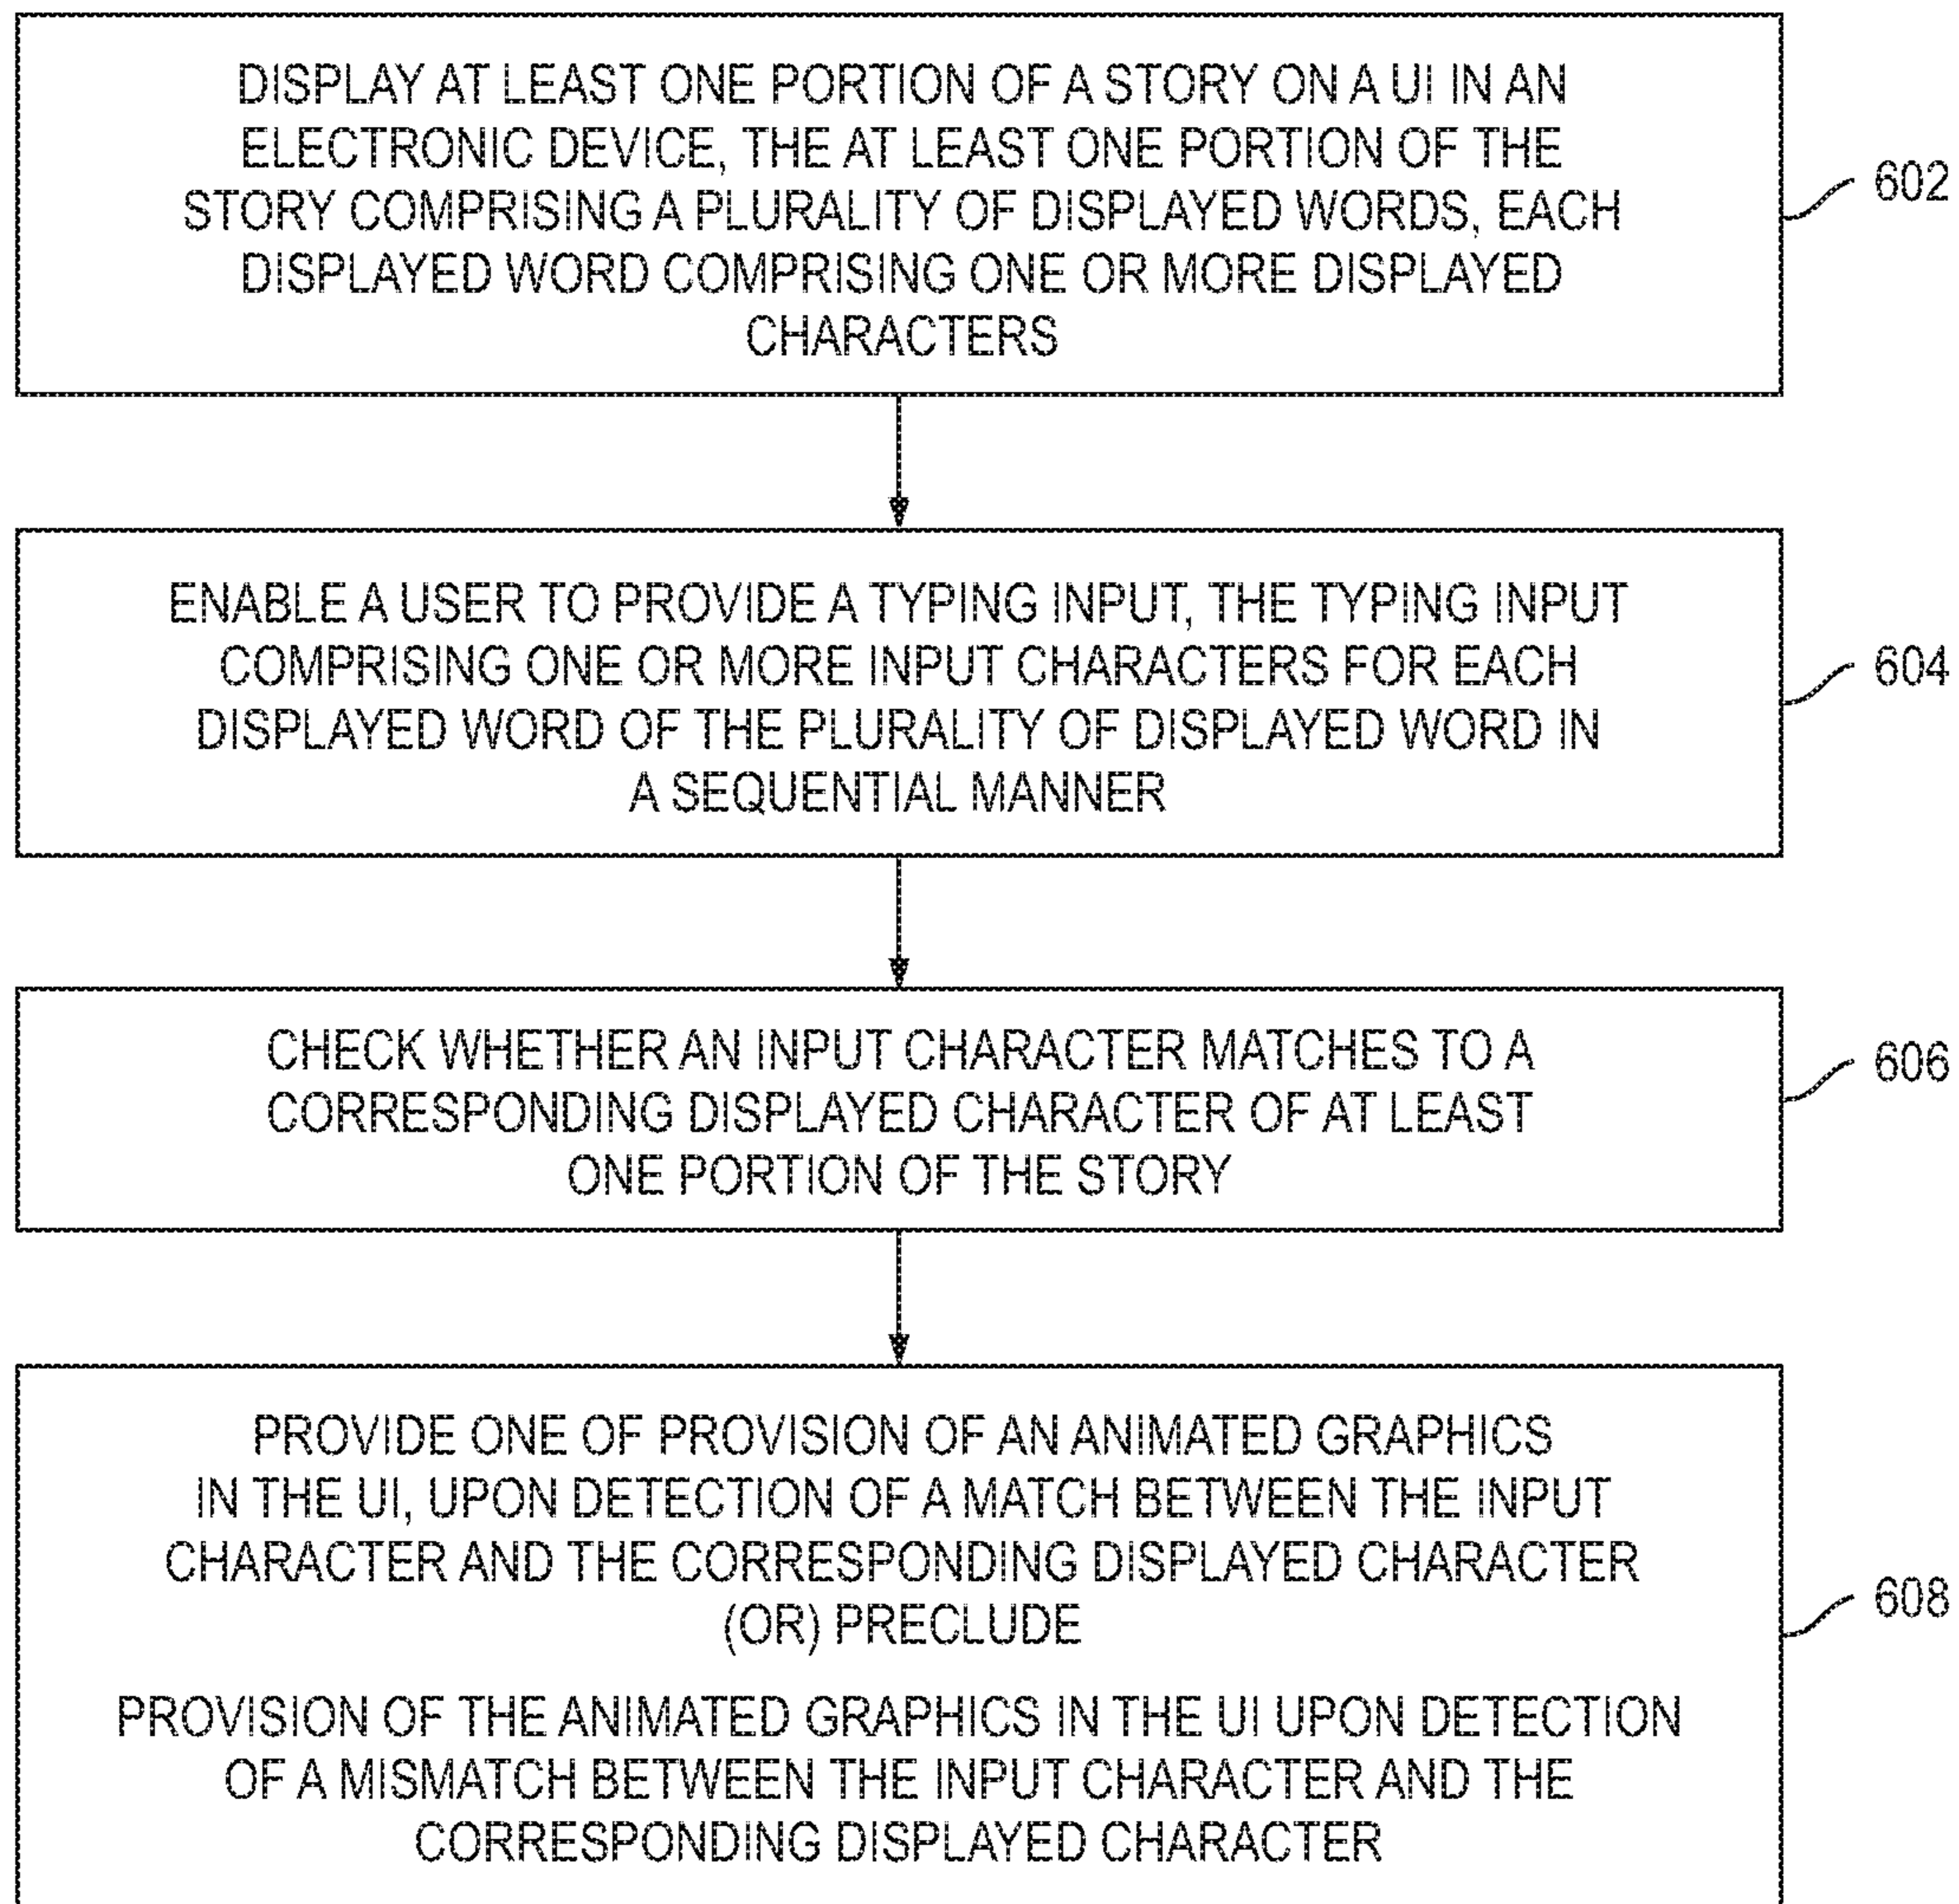 DISPLAY AT LEAST ONE PORTION OF A STORY ON A UI IN AN
ELECTRONIC DEVICE, THE AT LEAST ONE PORTION OF THE
STORY COMPRISING A PLURALITY OF DISPLAYED WORDS, EACH
DISPLAYED WORD COMPRISING ONE OR MORE DISPLAYED
CHARACTERS
602
ENABLE A USER TO PROVIDE A TYPING INPUT, THE TYPING INPUT
COMPRISING ONE OR MORE INPUT CHARACTERS FOR EACH
DISPLAYED WORD OF THE PLURALITY OF DISPLAYED WORD IN
A SEQUENTIAL MANNER
604
CHECK WHETHER AN INPUT CHARACTER MATCHES TO A
CORRESPONDING DISPLAYED CHARACTER OF AT LEAST
ONE PORTION OF THE STORY
606
PROVIDE ONE OF PROVISION OF AN ANIMATED GRAPHICS
IN THE UI, UPON DETECTION OF A MATCH BETWEEN THE INPUT
CHARACTER AND THE CORRESPONDING DISPLAYED CHARACTER
(OR) PRECLUDE
PROVISION OF THE ANIMATED GRAPHICS IN THE UI UPON DETECTION
OF A MISMATCH BETWEEN THE INPUT CHARACTER AND THE
CORRESPONDING DISPLAYED CHARACTER
608